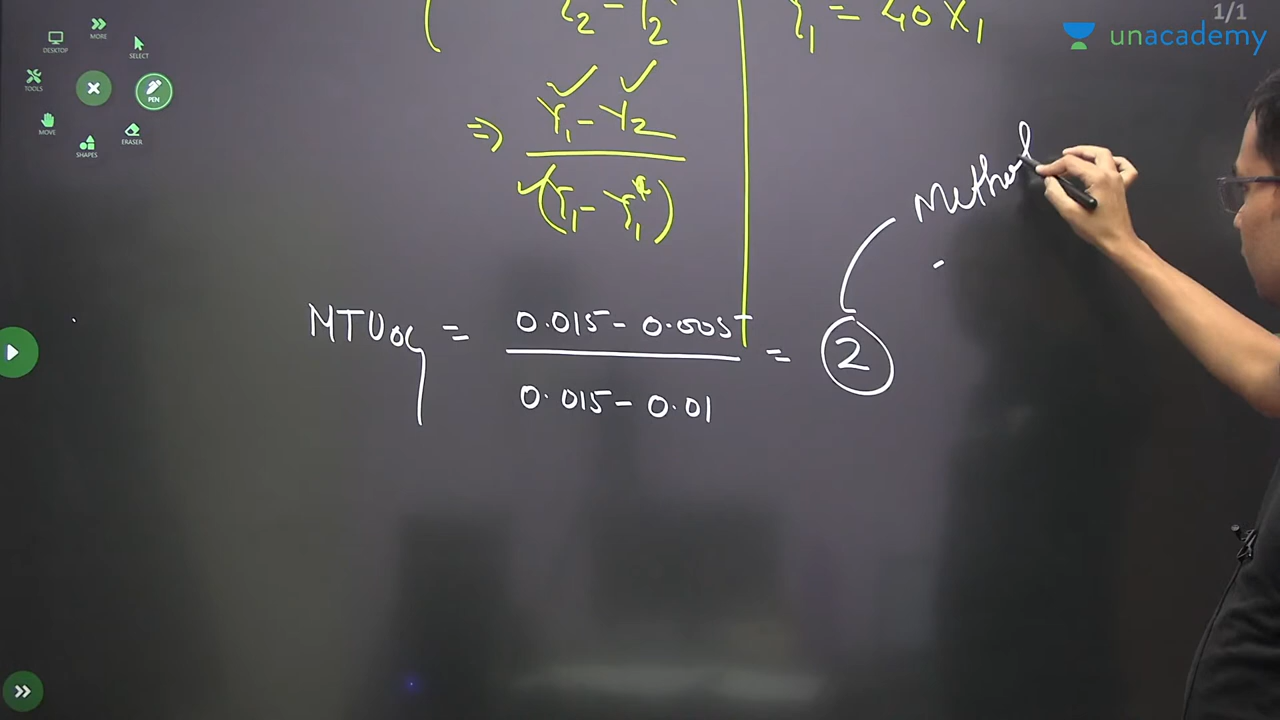 1/1
unacademy
MORE
DESKTOP
SELECT
TOOLS
PEN
MOVE
ERASER
SHAPES
Y₁ = 40 X₁
=> Y₁ - Y₂ / (Y₁ - Y₁*)
Method
NTU_OG = 0.015 - 0.005 / 0.015 - 0.01 = 2